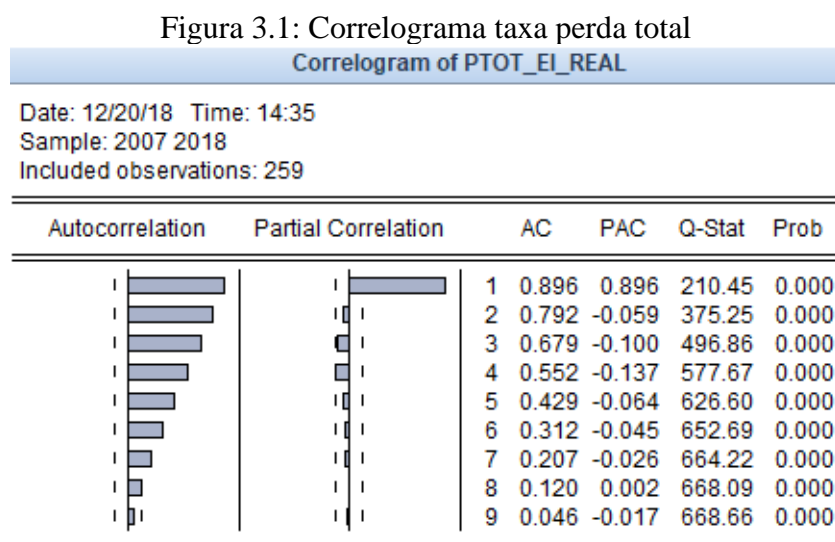 Figura 3.1: Correlograma taxa perda total
Correlogram of PTOT_EI_REAL
Date: 12/20/18 Time: 14:35
Sample: 2007 2018
Included observations: 259
Autocorrelation Partial Correlation AC PAC Q-Stat Prob
1 0.896 0.896 210.45 0.000
2 0.792 -0.059 375.25 0.000
3 0.679 -0.100 496.86 0.000
4 0.552 -0.137 577.67 0.000
5 0.429 -0.064 626.60 0.000
6 0.312 -0.045 652.69 0.000
7 0.207 -0.026 664.22 0.000
8 0.120 0.002 668.09 0.000
9 0.046 -0.017 668.66 0.000